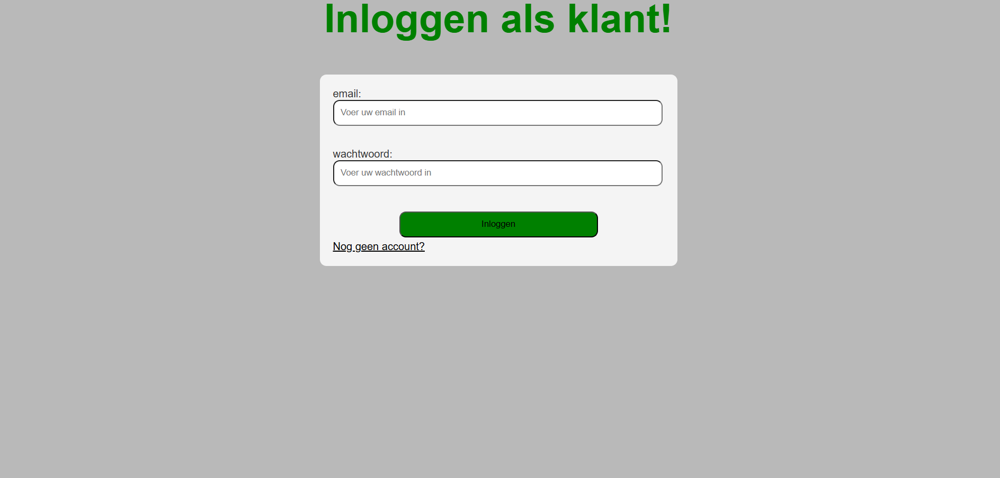 Inloggen als klant!
email:
Voer uw email in
wachtwoord:
Voer uw wachtwoord in
Inloggen
Nog geen account?